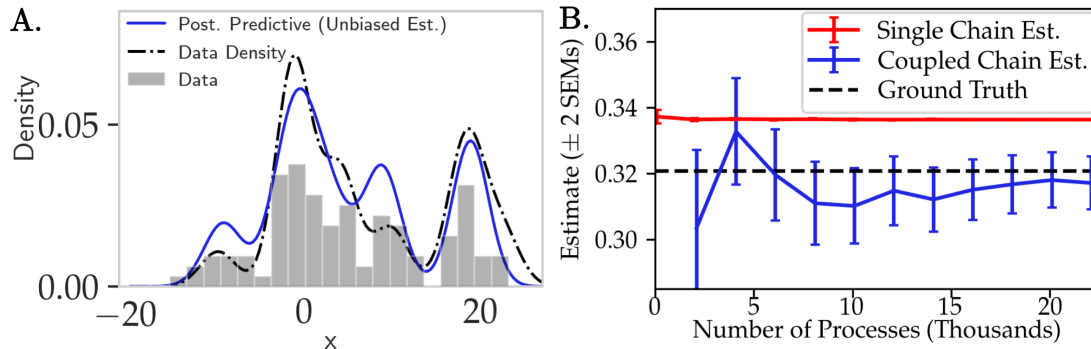 A.
Post. Predictive (Unbiased Est.)
Data Density
Data
Density
0.05
0.00
−20
0
20
x
B.
Single Chain Est.
Coupled Chain Est.
Ground Truth
Estimate (± 2 SEMs)
0.36
0.34
0.32
0.30
0
5
10
15
20
Number of Processes (Thousands)